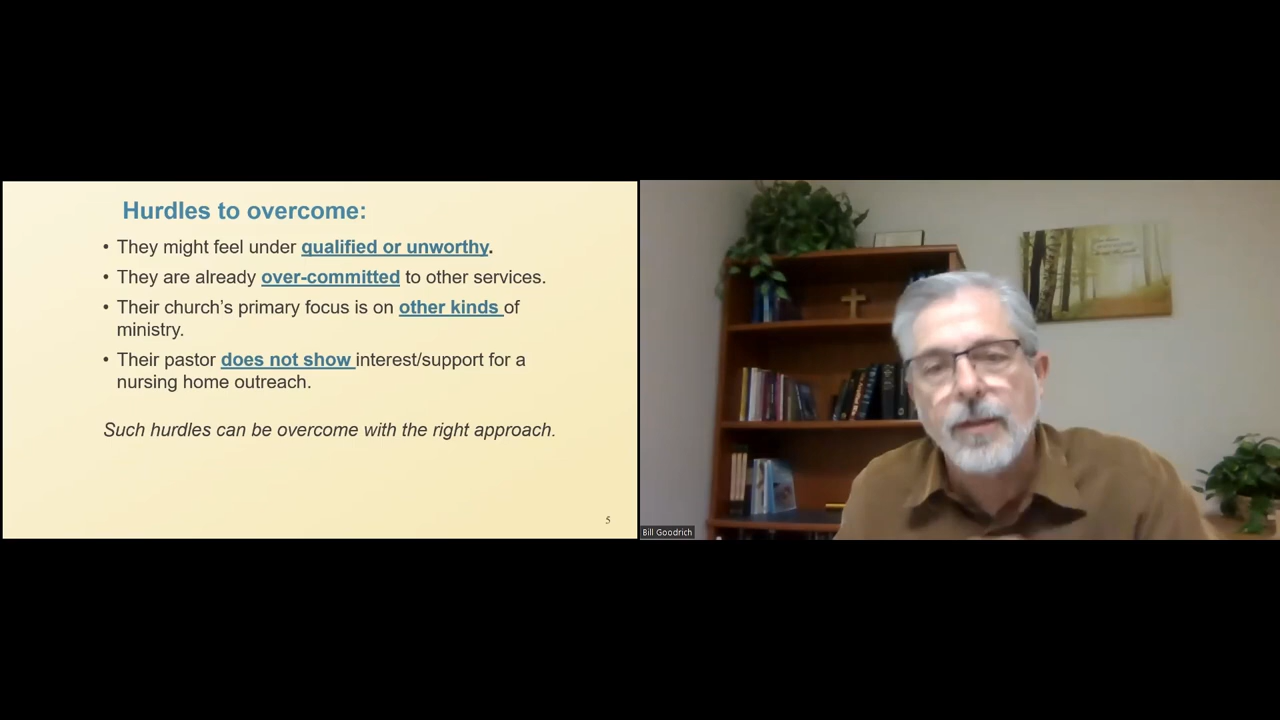 Hurdles to overcome:
• They might feel under qualified or unworthy.
• They are already over-committed to other services.
• Their church's primary focus is on other kinds of
ministry.
• Their pastor does not show interest/support for a
nursing home outreach.
Such hurdles can be overcome with the right approach.
5
Bill Goodrich